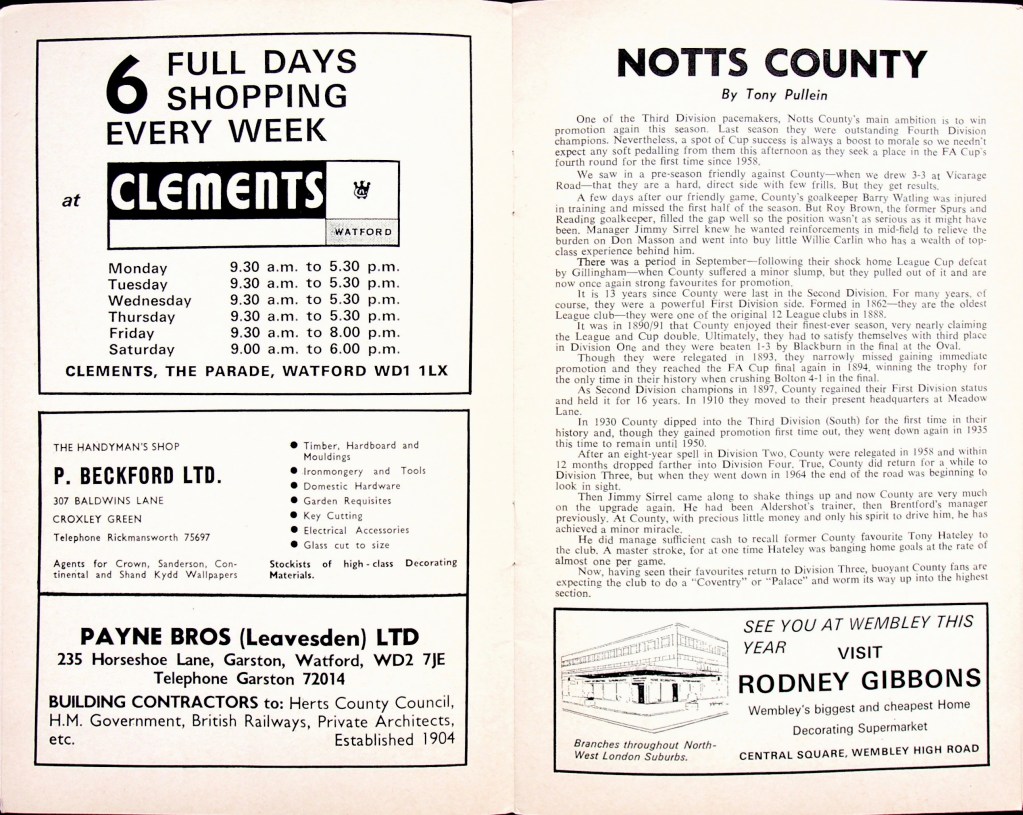 6 FULL DAYS
SHOPPING
EVERY WEEK
at CLEMENTS
WATFORD
Monday 9.30 a.m. to 5.30 p.m.
Tuesday 9.30 a.m. to 5.30 p.m.
Wednesday 9.30 a.m. to 5.30 p.m.
Thursday 9.30 a.m. to 5.30 p.m.
Friday 9.30 a.m. to 8.00 p.m.
Saturday 9.00 a.m. to 6.00 p.m.
CLEMENTS, THE PARADE, WATFORD WD1 1LX
THE HANDYMAN'S SHOP
P. BECKFORD LTD.
307 BALDWINS LANE
CROXLEY GREEN
Telephone Rickmansworth 75697
Agents for Crown, Sanderson, Con-
tinental and Shand Kydd Wallpapers
● Timber, Hardboard and
Mouldings
● Ironmongery and Tools
● Domestic Hardware
● Garden Requisites
● Key Cutting
● Electrical Accessories
● Glass cut to size
Stockists of high-class Decorating
Materials.
PAYNE BROS (Leavesden) LTD
235 Horseshoe Lane, Garston, Watford, WD2 7JE
Telephone Garston 72014
BUILDING CONTRACTORS to: Herts County Council,
H.M. Government, British Railways, Private Architects,
etc. Established 1904
NOTTS COUNTY
By Tony Pullein
One of the Third Division pacemakers, Notts County's main ambition is to win
promotion again this season. Last season they were outstanding Fourth Division
champions. Nevertheless, a spot of Cup success is always a boost to morale so we needn't
expect any soft pedalling from them this afternoon as they seek a place in the FA Cup's
fourth round for the first time since 1958.
We saw in a pre-season friendly against County—when we drew 3-3 at Vicarage
Road—that they are a hard, direct side with few frills. But they get results.
A few days after our friendly game, County's goalkeeper Barry Watling was injured
in training and missed the first half of the season. But Roy Brown, the former Spurs and
Reading goalkeeper, filled the gap well so the position wasn't as serious as it might have
been. Manager Jimmy Sirrel knew he wanted reinforcements in mid-field to relieve the
burden on Don Masson and went into buy little Willie Carlin who has a wealth of top-
class experience behind him.
There was a period in September—following their shock home League Cup defeat
by Gillingham—when County suffered a minor slump, but they pulled out of it and are
now once again strong favourites for promotion.
It is 13 years since County were last in the Second Division. For many years, of
course, they were a powerful First Division side. Formed in 1862—they are the oldest
League club—they were one of the original 12 League clubs in 1888.
It was in 1890/91 that County enjoyed their finest-ever season, very nearly claiming
the League and Cup double. Ultimately, they had to satisfy themselves with third place
in Division One and they were beaten 1-3 by Blackburn in the final at the Oval.
Though they were relegated in 1893, they narrowly missed gaining immediate
promotion and they reached the FA Cup final again in 1894, winning the trophy for
the only time in their history when crushing Bolton 4-1 in the final.
As Second Division champions in 1897, County regained their First Division status
and held it for 16 years. In 1910 they moved to their present headquarters at Meadow
Lane.
In 1930 County dipped into the Third Division (South) for the first time in their
history and, though they gained promotion first time out, they went down again in 1935
this time to remain until 1950.
After an eight-year spell in Division Two, County were relegated in 1958 and within
12 months dropped farther into Division Four. True, County did return for a while to
Division Three, but when they went down in 1964 the end of the road was beginning to
look in sight.
Then Jimmy Sirrel came along to shake things up and now County are very much
on the upgrade again. He had been Aldershot's trainer, then Brentford's manager
previously. At County, with precious little money and only his spirit to drive him, he has
achieved a minor miracle.
He did manage sufficient cash to recall former County favourite Tony Hateley to
the club. A master stroke, for at one time Hateley was banging home goals at the rate of
almost one per game.
Now, having seen their favourites return to Division Three, buoyant County fans are
expecting the club to do a "Coventry" or "Palace" and worm its way up into the highest
section.
SEE YOU AT WEMBLEY THIS
YEAR VISIT
RODNEY GIBBONS
Wembley's biggest and cheapest Home
Decorating Supermarket
CENTRAL SQUARE, WEMBLEY HIGH ROAD
Branches throughout North-
West London Suburbs.